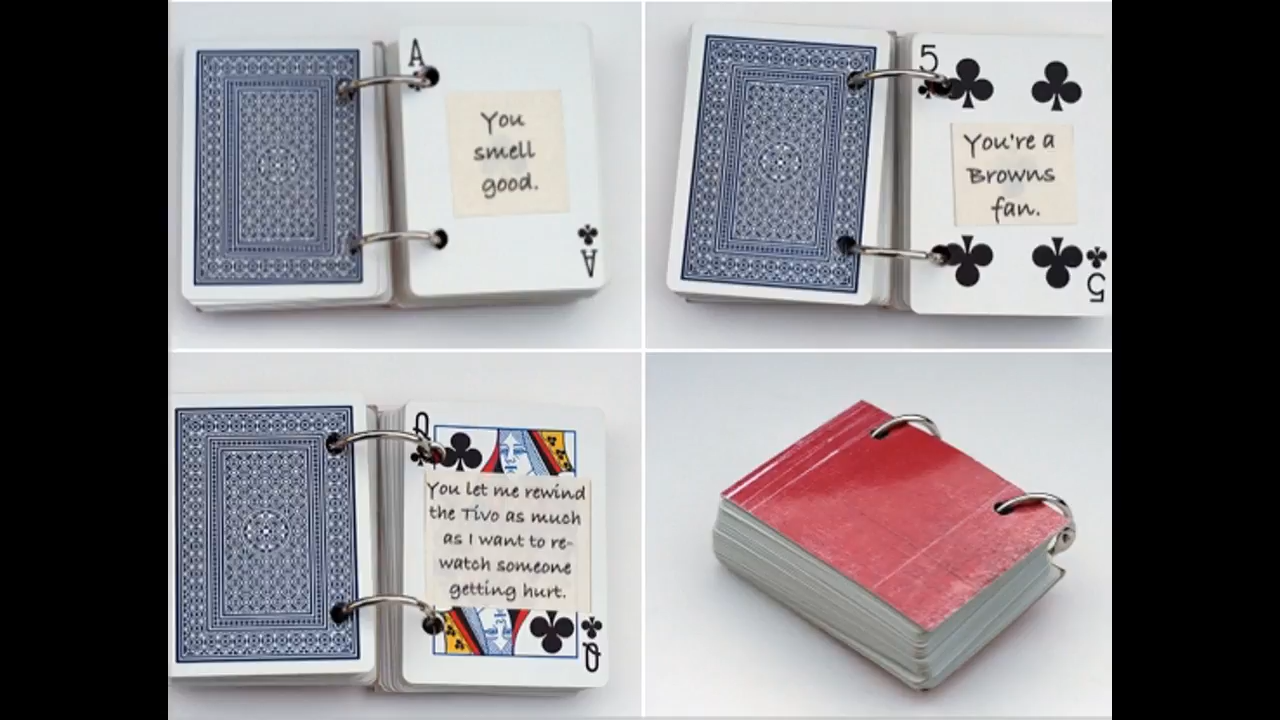 A
You
smell
good.
A
5
You're a
Browns
fan.
5
Q
You let me rewind
the Tivo as much
as I want to re-
watch someone
getting hurt.
Q